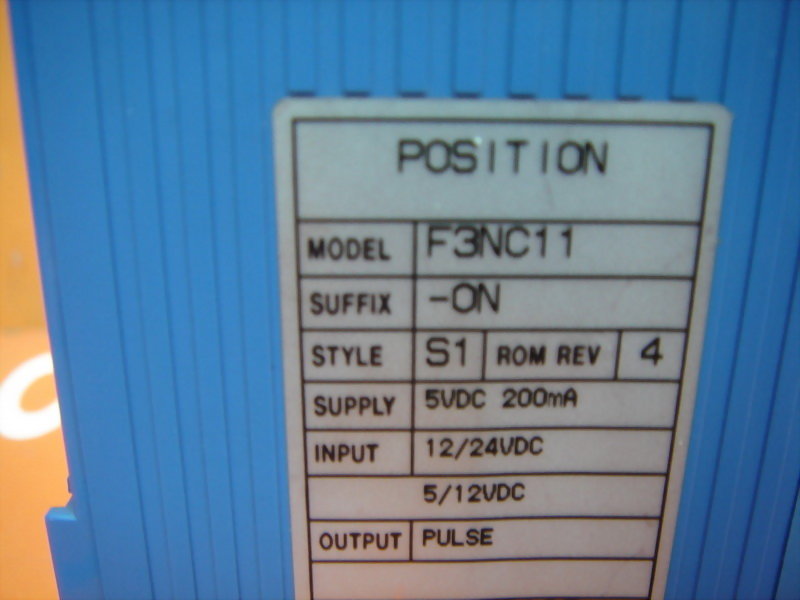 POSITION
MODEL F3NC11
SUFFIX -0N
STYLE S1 ROM REV 4
SUPPLY 5VDC 200mA
INPUT 12/24VDC
5/12VDC
OUTPUT PULSE